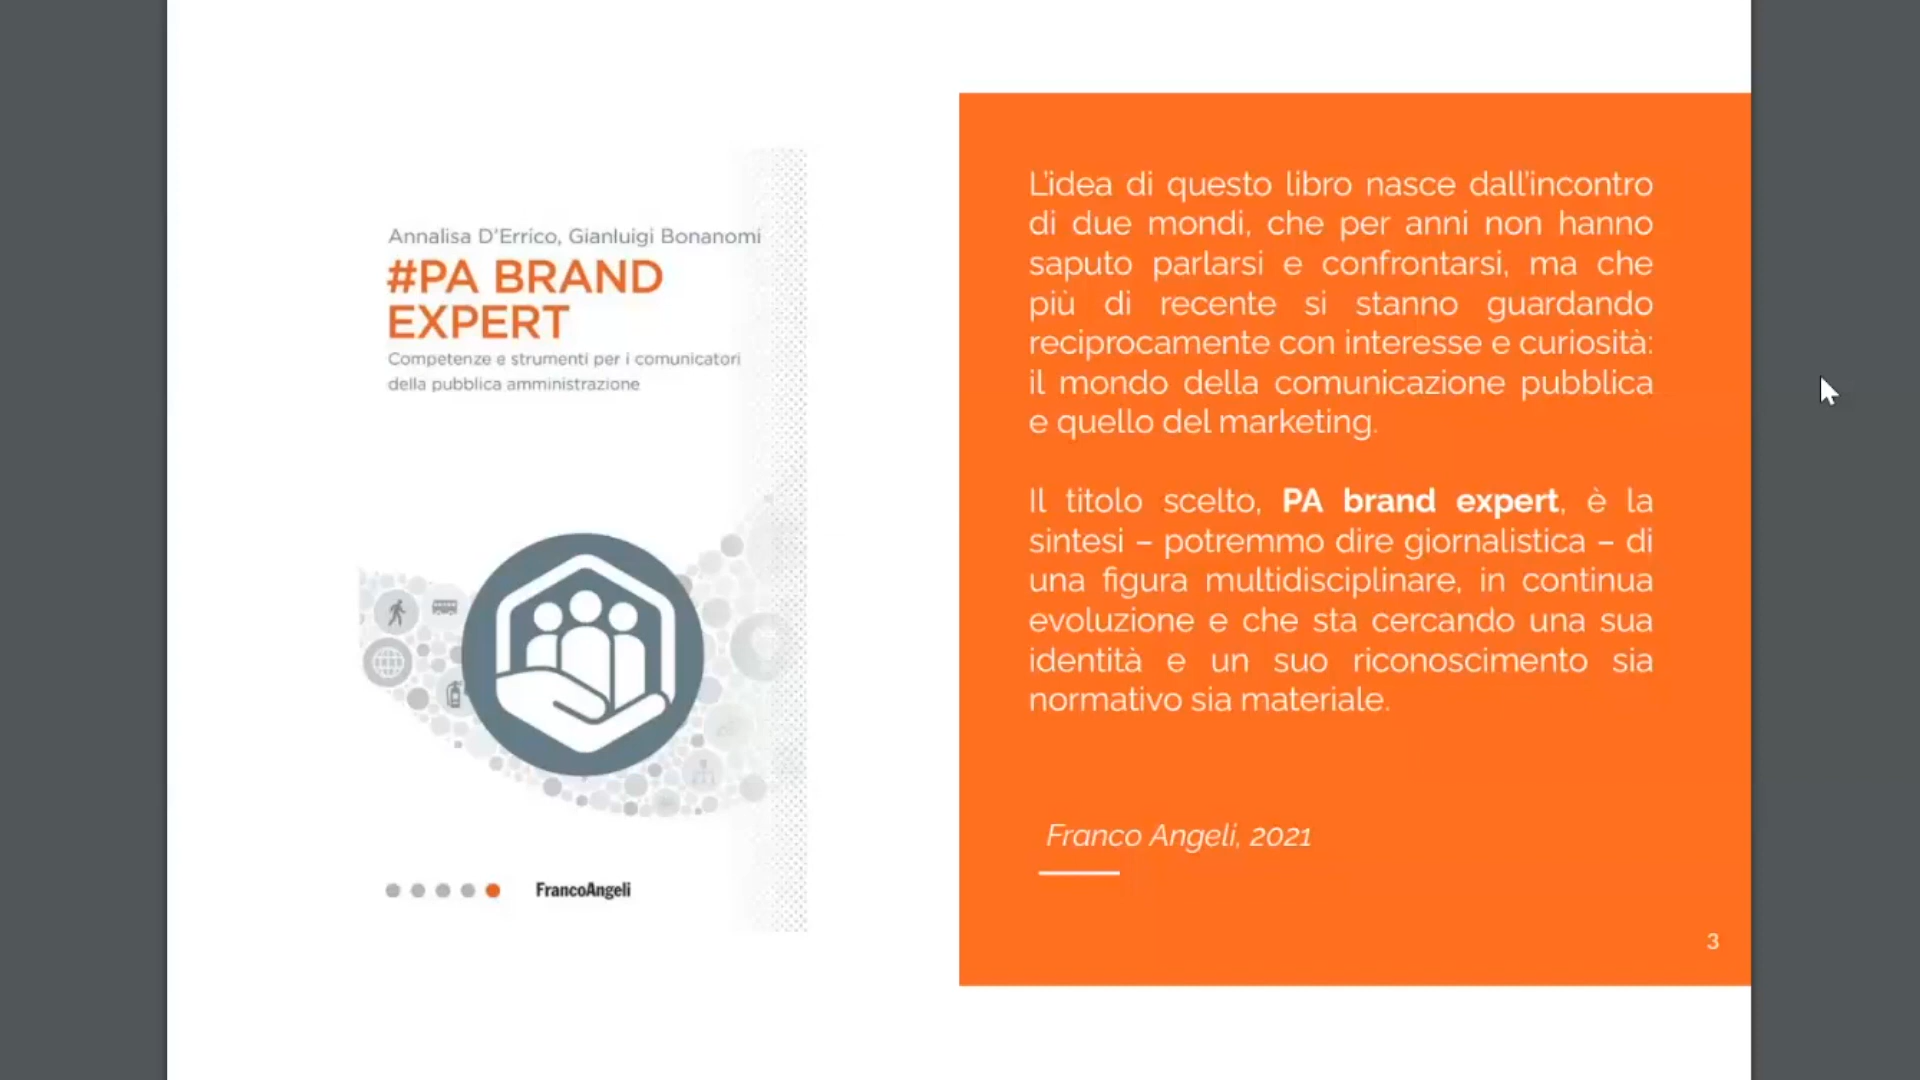 Annalisa D'Errico, Gianluigi Bonanomi
#PA BRAND
EXPERT
Competenze e strumenti per i comunicatori
della pubblica amministrazione
FrancoAngeli
L'idea di questo libro nasce dall'incontro
di due mondi, che per anni non hanno
saputo parlarsi e confrontarsi, ma che
più di recente si stanno guardando
reciprocamente con interesse e curiosità:
il mondo della comunicazione pubblica
e quello del marketing.
Il titolo scelto, PA brand expert, è la
sintesi – potremmo dire giornalistica – di
una figura multidisciplinare, in continua
evoluzione e che sta cercando una sua
identità e un suo riconoscimento sia
normativo sia materiale.
Franco Angeli, 2021
3